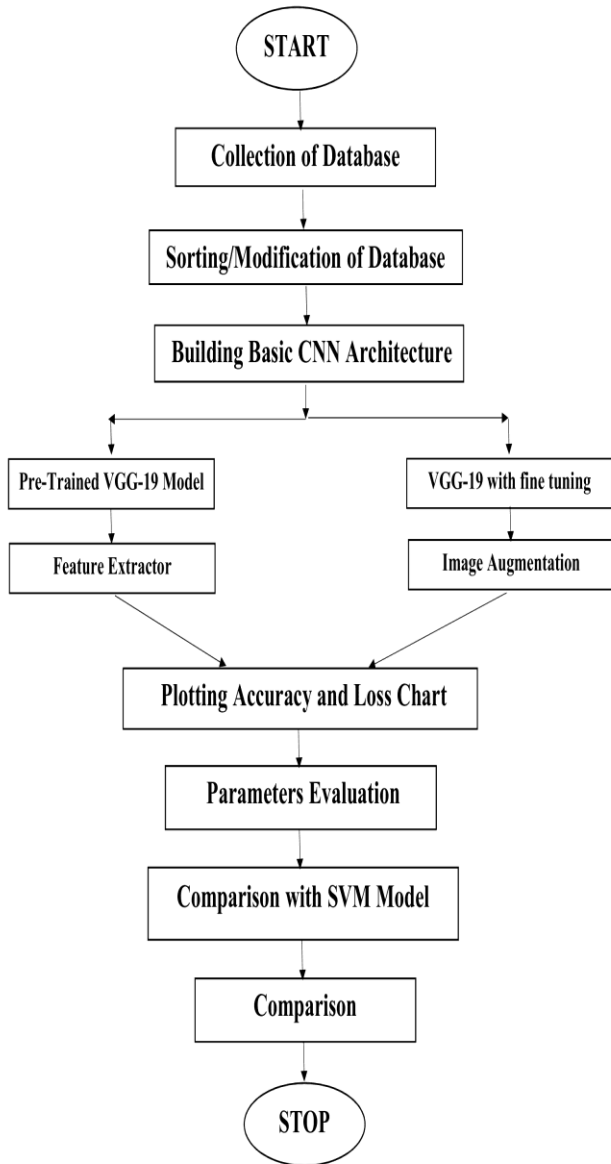 START
Collection of Database
Sorting/Modification of Database
Building Basic CNN Architecture
Pre-Trained VGG-19 Model
VGG-19 with fine tuning
Feature Extractor
Image Augmentation
Plotting Accuracy and Loss Chart
Parameters Evaluation
Comparison with SVM Model
Comparison
STOP